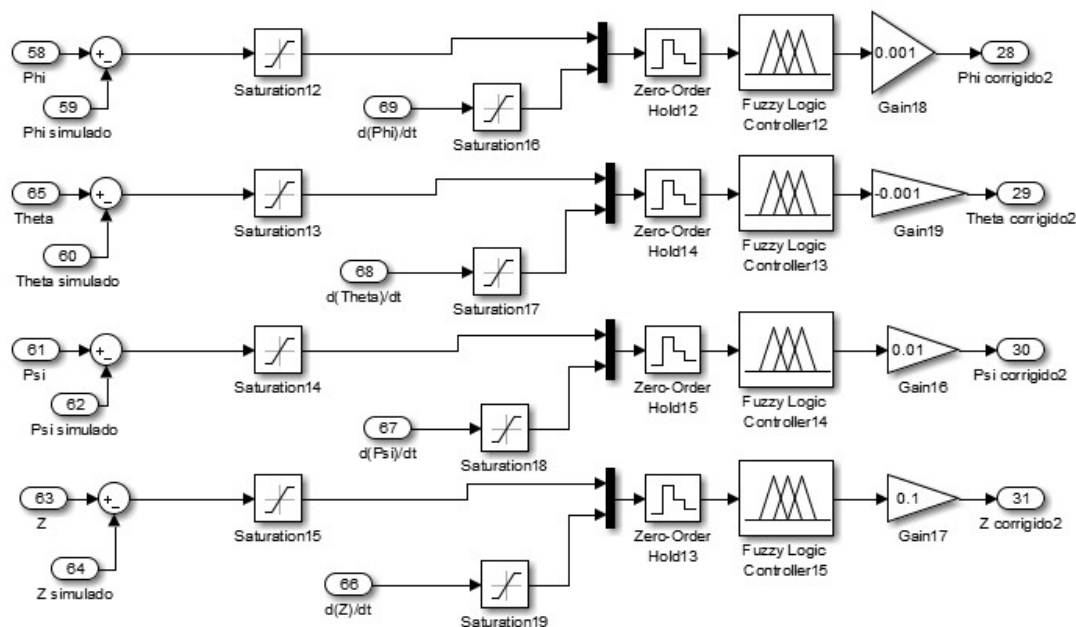 58
Phi
59
Phi simulado
Saturation12
69
d(Phi)/dt
Saturation16
Zero-Order
Hold12
Fuzzy Logic
Controller12
0.001
Gain18
28
Phi corrigido2
65
Theta
60
Theta simulado
Saturation13
68
d(Theta)/dt
Saturation17
Zero-Order
Hold14
Fuzzy Logic
Controller13
-0.001
Gain19
29
Theta corrigido2
61
Psi
62
Psi simulado
Saturation14
67
d(Psi)/dt
Saturation18
Zero-Order
Hold15
Fuzzy Logic
Controller14
0.01
Gain16
30
Psi corrigido2
63
Z
64
Z simulado
Saturation15
66
d(Z)/dt
Saturation19
Zero-Order
Hold13
Fuzzy Logic
Controller15
0.1
Gain17
31
Z corrigido2